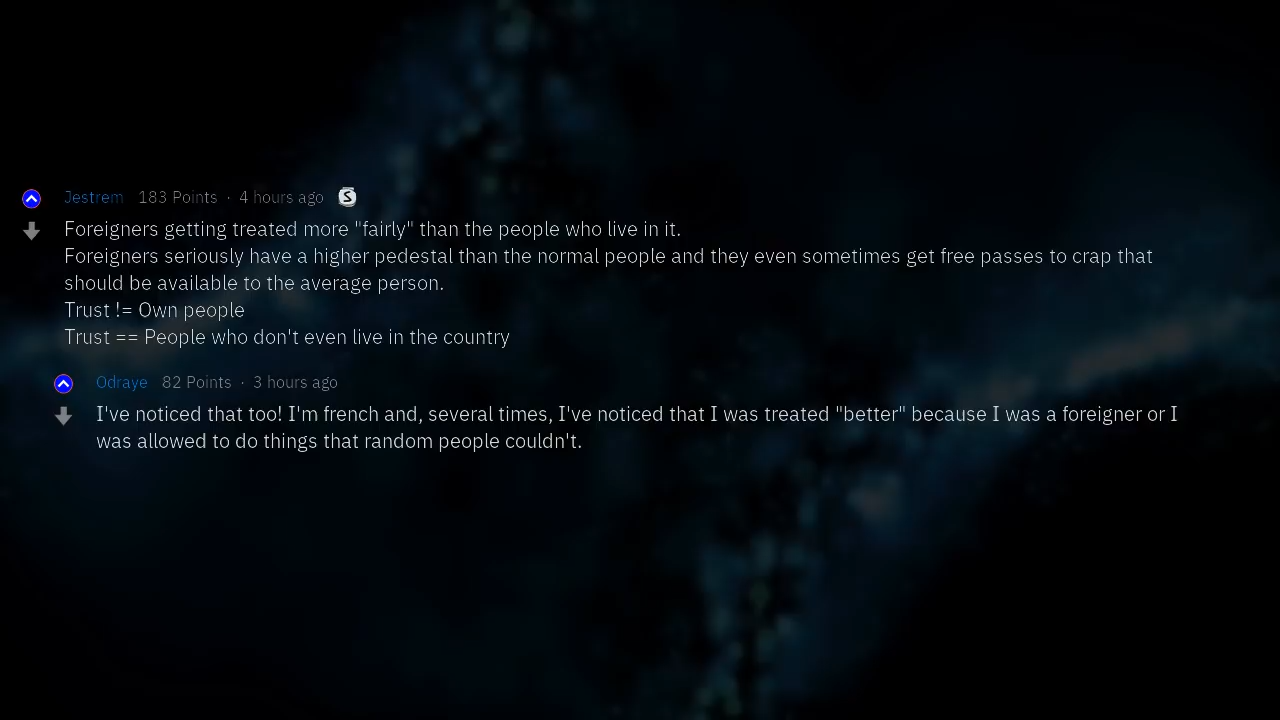 Jestrem 183 Points · 4 hours ago S
Foreigners getting treated more "fairly" than the people who live in it.
Foreigners seriously have a higher pedestal than the normal people and they even sometimes get free passes to crap that
should be available to the average person.
Trust != Own people
Trust == People who don't even live in the country
Odraye 82 Points · 3 hours ago
I've noticed that too! I'm french and, several times, I've noticed that I was treated "better" because I was a foreigner or I
was allowed to do things that random people couldn't.